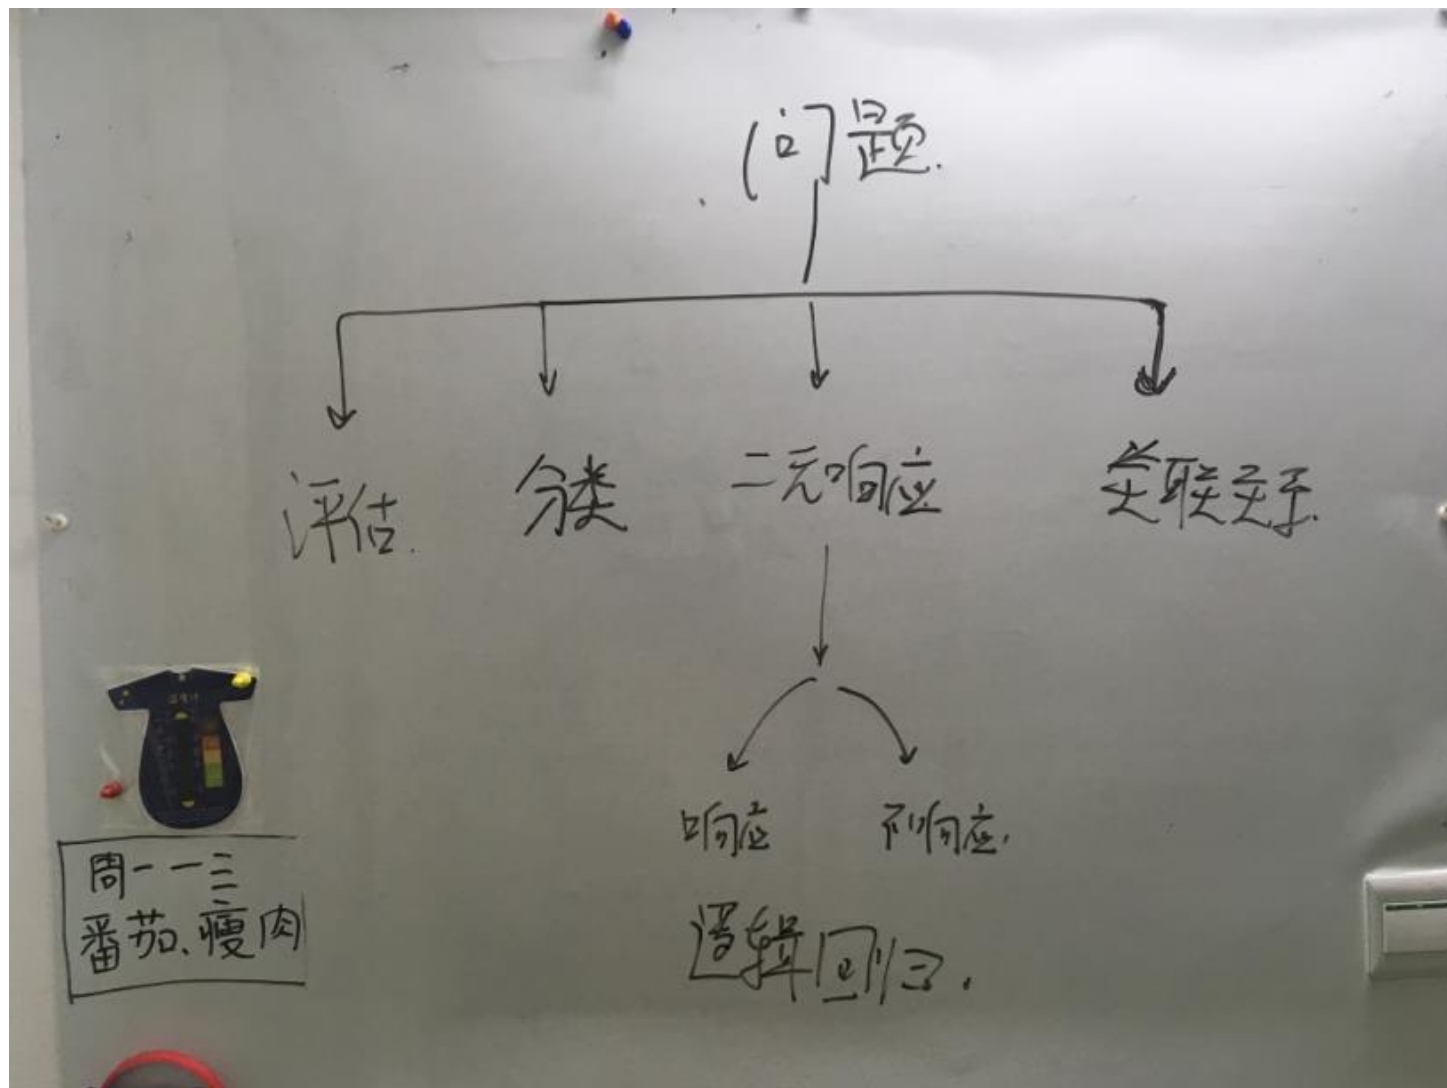 问题.
评估. 分类 二元响应 关联关系.
响应 不响应.
逻辑回归.
周一一三
番茄、瘦肉